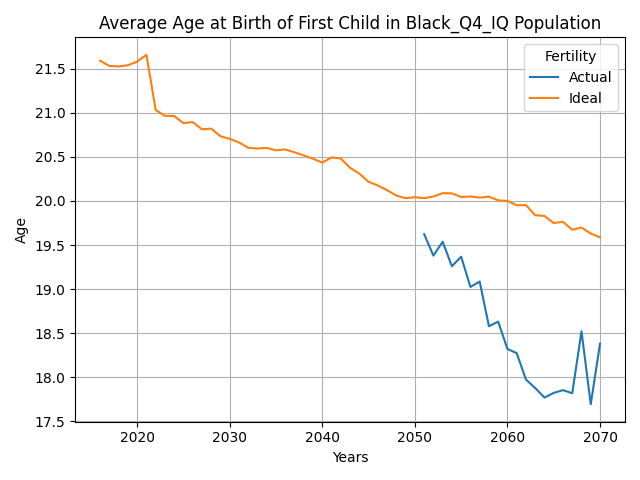 Average Age at Birth of First Child in Black_Q4_IQ Population
Fertility
Actual
Ideal
Age
21.5
21.0
20.5
20.0
19.5
19.0
18.5
18.0
17.5
2020 2030 2040 2050 2060 2070
Years